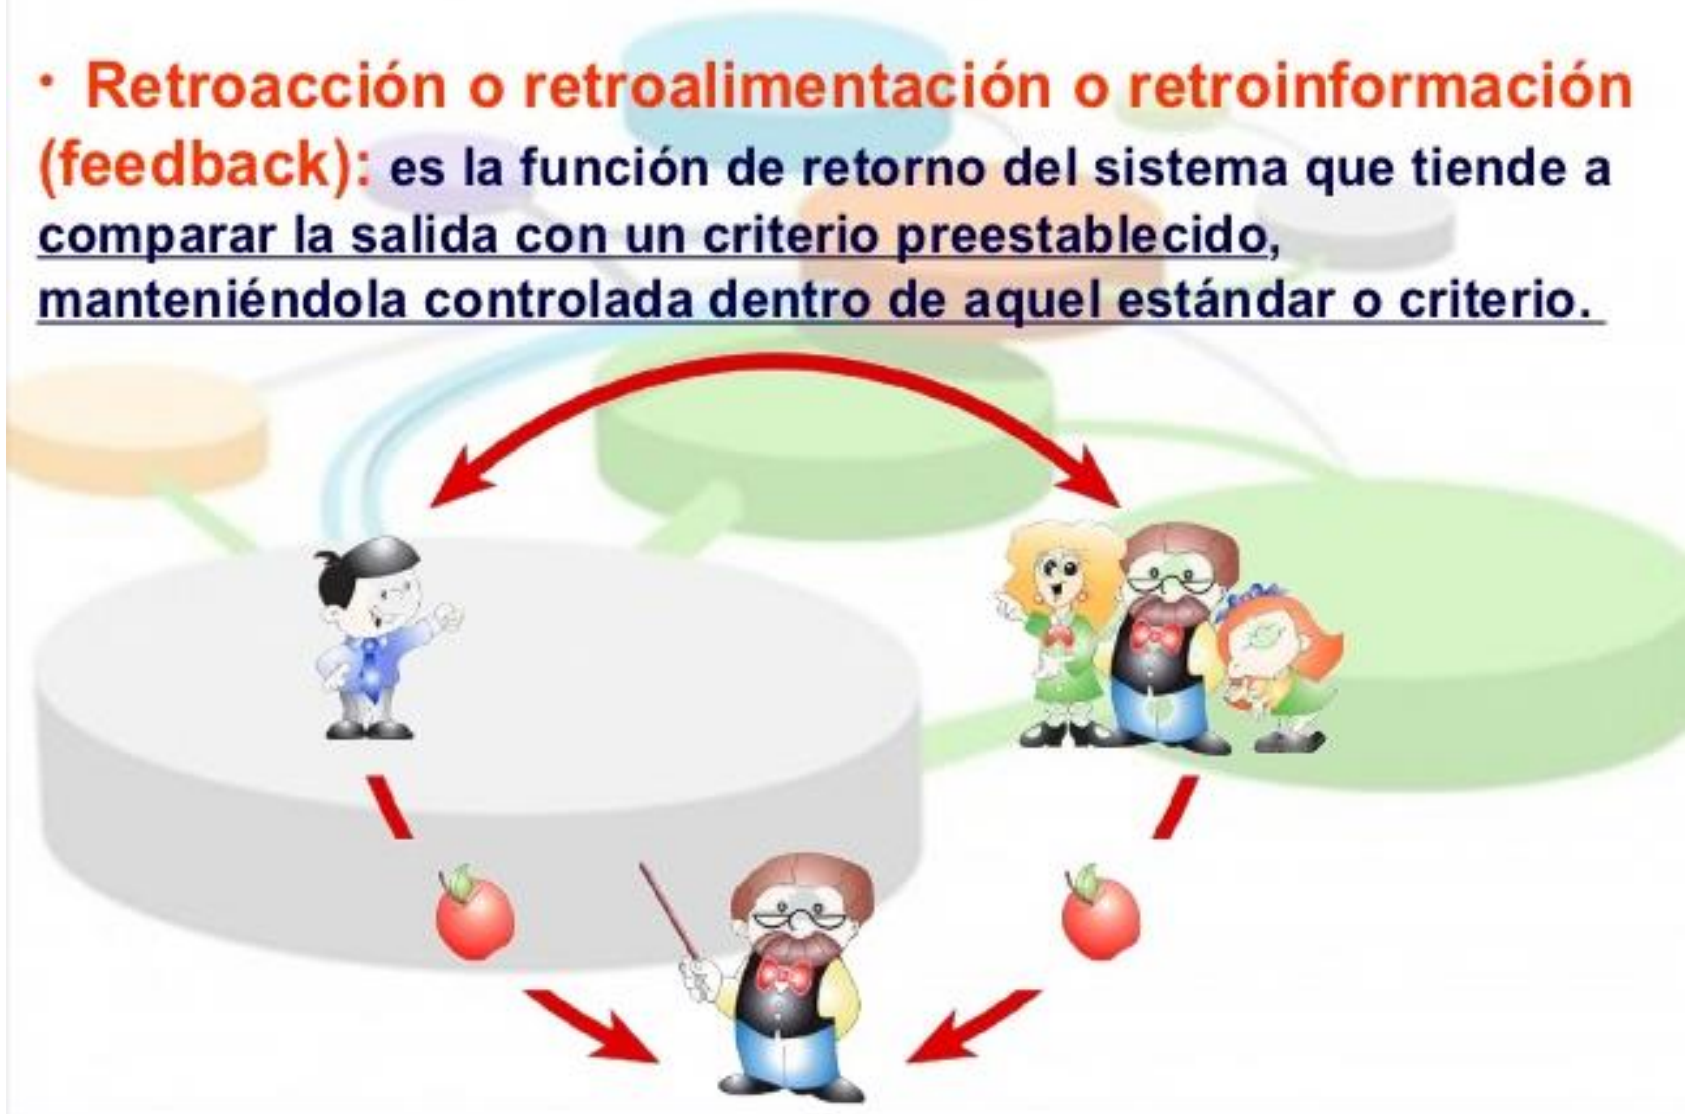 • Retroacción o retroalimentación o retroinformación
(feedback): es la función de retorno del sistema que tiende a
comparar la salida con un criterio preestablecido,
manteniéndola controlada dentro de aquel estándar o criterio.